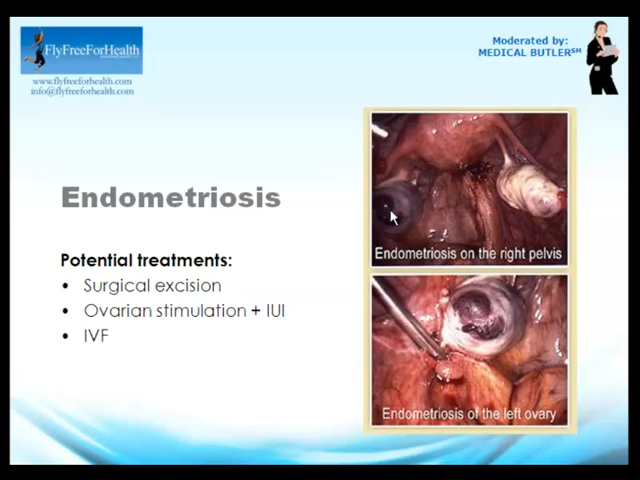 FlyFreeForHealth
www.flyfreeforhealth.com
info@flyfreeforhealth.com
Moderated by:
MEDICAL BUTLER℠
Endometriosis
Potential treatments:
• Surgical excision
• Ovarian stimulation + IUI
• IVF
Endometriosis on the right pelvis
Endometriosis of the left ovary